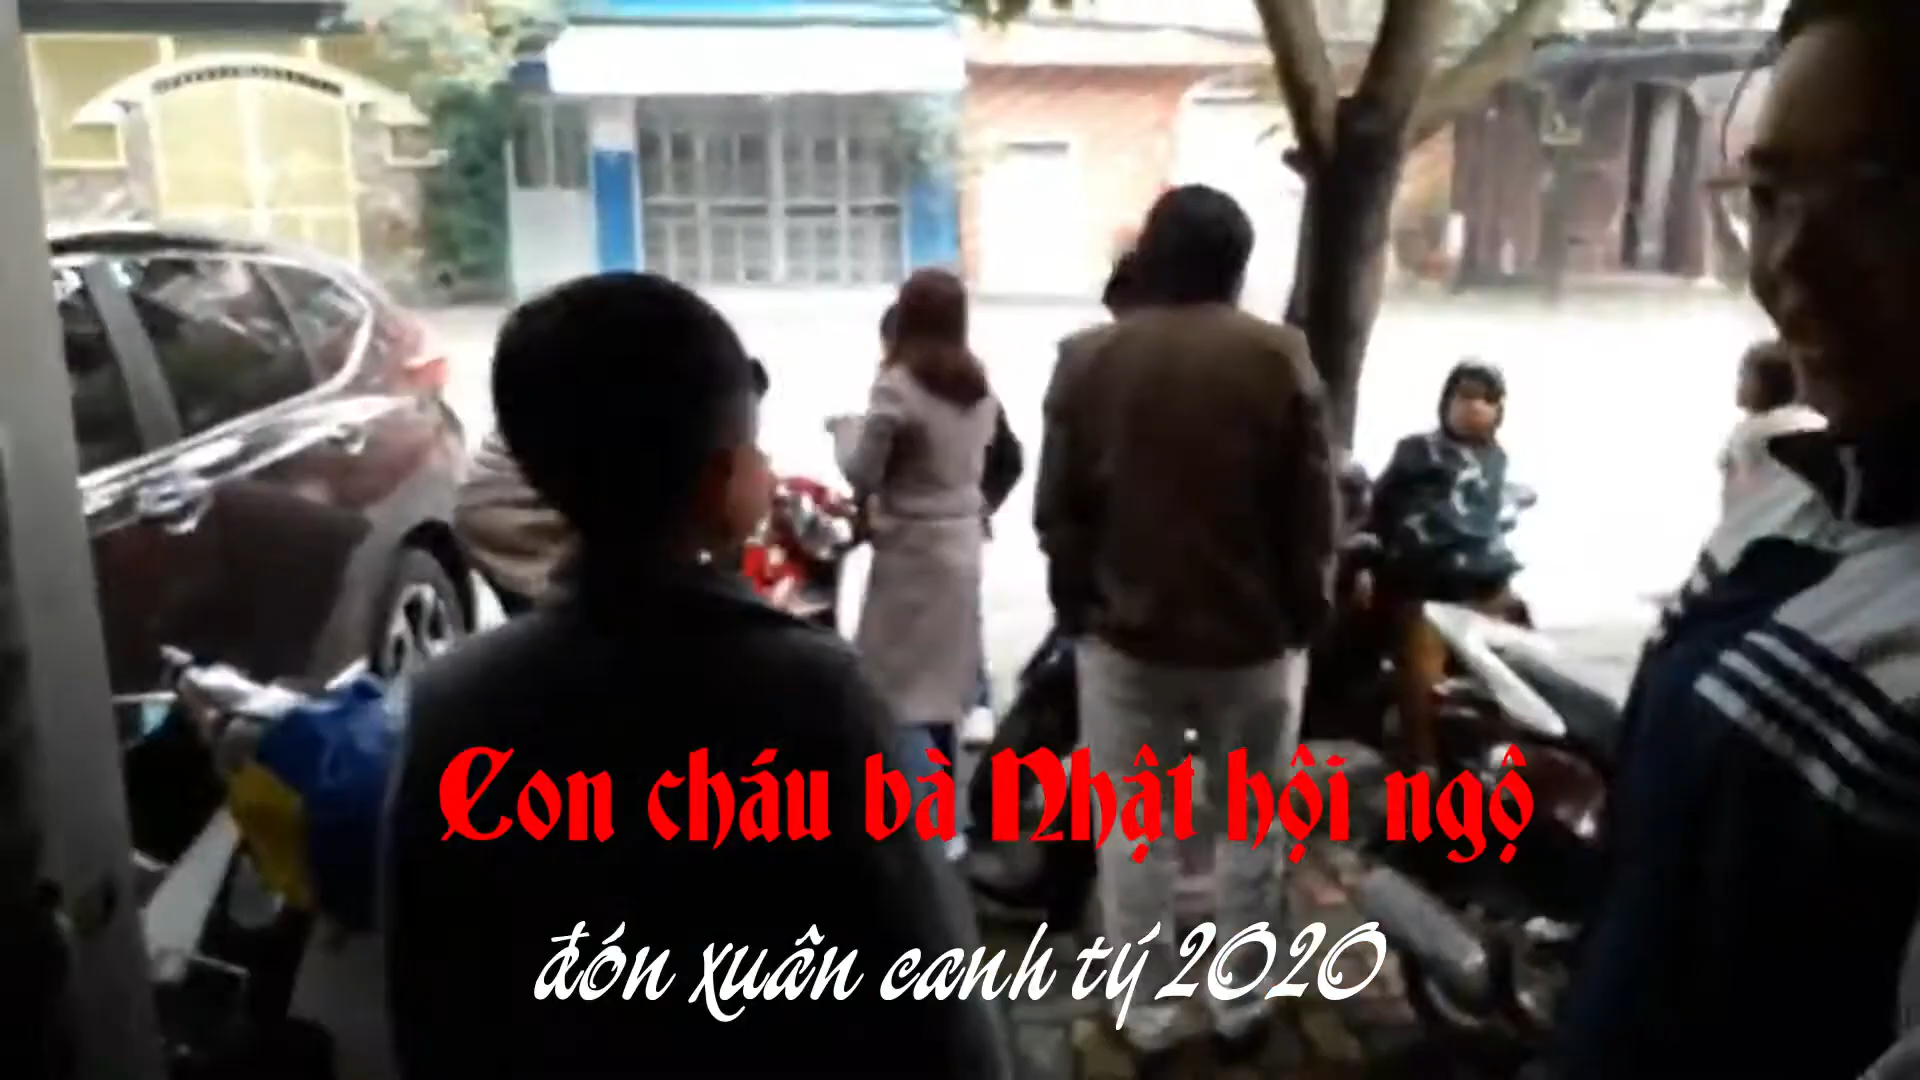 Con cháu bà Nhật hội ngộ
đón xuân canh tý 2020